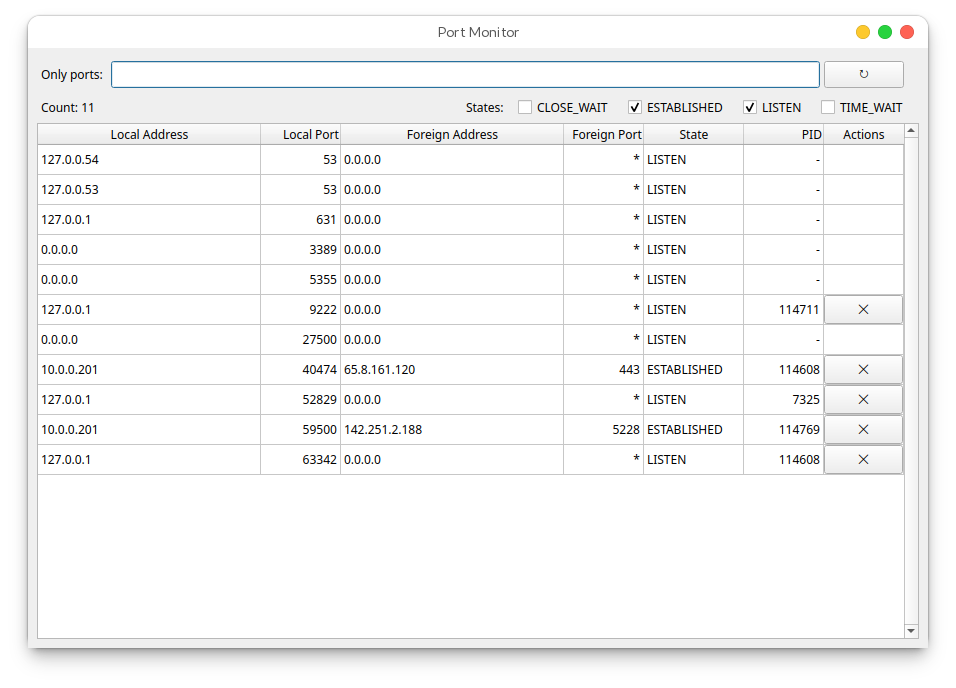 Port Monitor
Only ports: ↻
Count: 11 States: CLOSE_WAIT ESTABLISHED LISTEN TIME_WAIT
Local Address Local Port Foreign Address Foreign Port State PID Actions
127.0.0.54 53 0.0.0.0 * LISTEN -
127.0.0.53 53 0.0.0.0 * LISTEN -
127.0.0.1 631 0.0.0.0 * LISTEN -
0.0.0.0 3389 0.0.0.0 * LISTEN -
0.0.0.0 5355 0.0.0.0 * LISTEN -
127.0.0.1 9222 0.0.0.0 * LISTEN 114711 ×
0.0.0.0 27500 0.0.0.0 * LISTEN -
10.0.0.201 40474 65.8.161.120 443 ESTABLISHED 114608 ×
127.0.0.1 52829 0.0.0.0 * LISTEN 7325 ×
10.0.0.201 59500 142.251.2.188 5228 ESTABLISHED 114769 ×
127.0.0.1 63342 0.0.0.0 * LISTEN 114608 ×